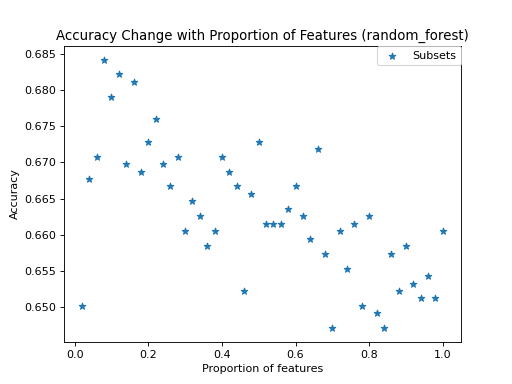 Accuracy Change with Proportion of Features (random_forest)
Subsets
0.685
0.680
0.675
0.670
0.665
0.660
0.655
0.650
Accuracy
0.0 0.2 0.4 0.6 0.8 1.0
Proportion of features